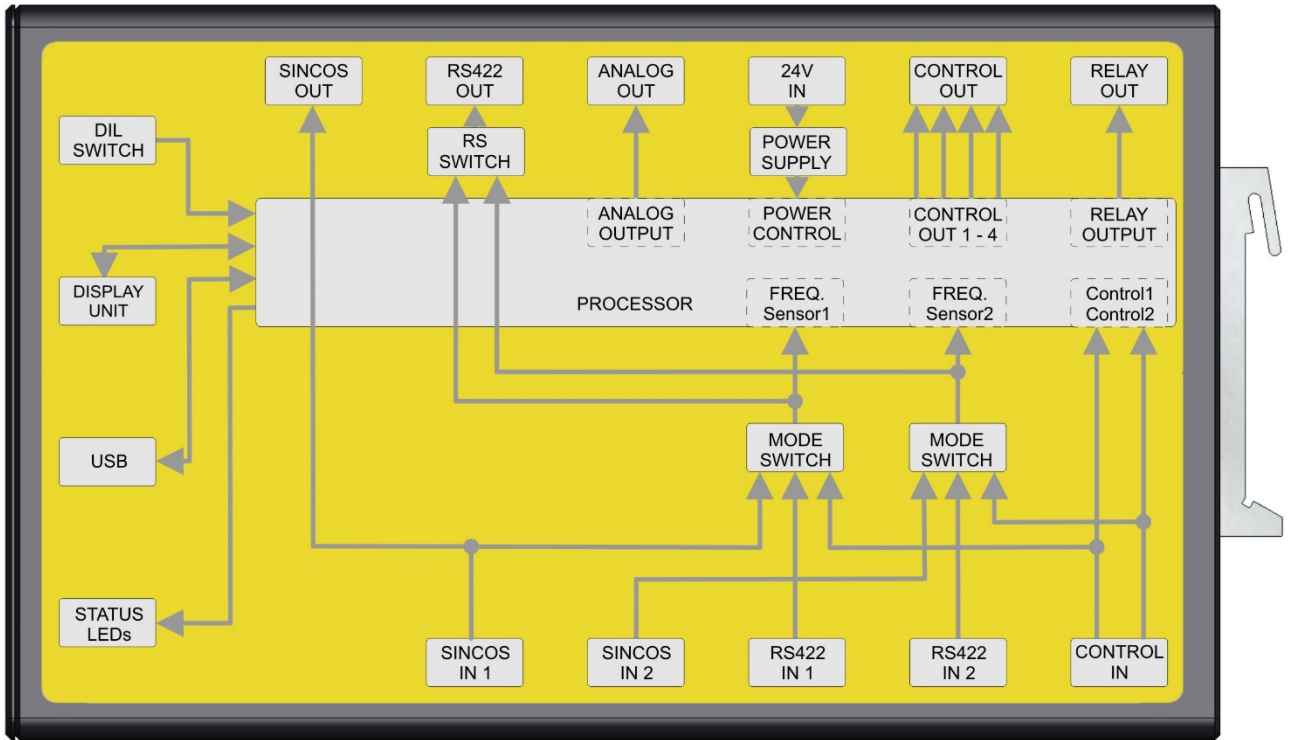 SINCOS
OUT
RS422
OUT
ANALOG
OUT
24V
IN
CONTROL
OUT
RELAY
OUT
DIL
SWITCH
RS
SWITCH
POWER
SUPPLY
ANALOG
OUTPUT
POWER
CONTROL
CONTROL
OUT 1 - 4
RELAY
OUTPUT
DISPLAY
UNIT
PROCESSOR
FREQ.
Sensor1
FREQ.
Sensor2
Control1
Control2
USB
MODE
SWITCH
MODE
SWITCH
STATUS
LEDs
SINCOS
IN 1
SINCOS
IN 2
RS422
IN 1
RS422
IN 2
CONTROL
IN